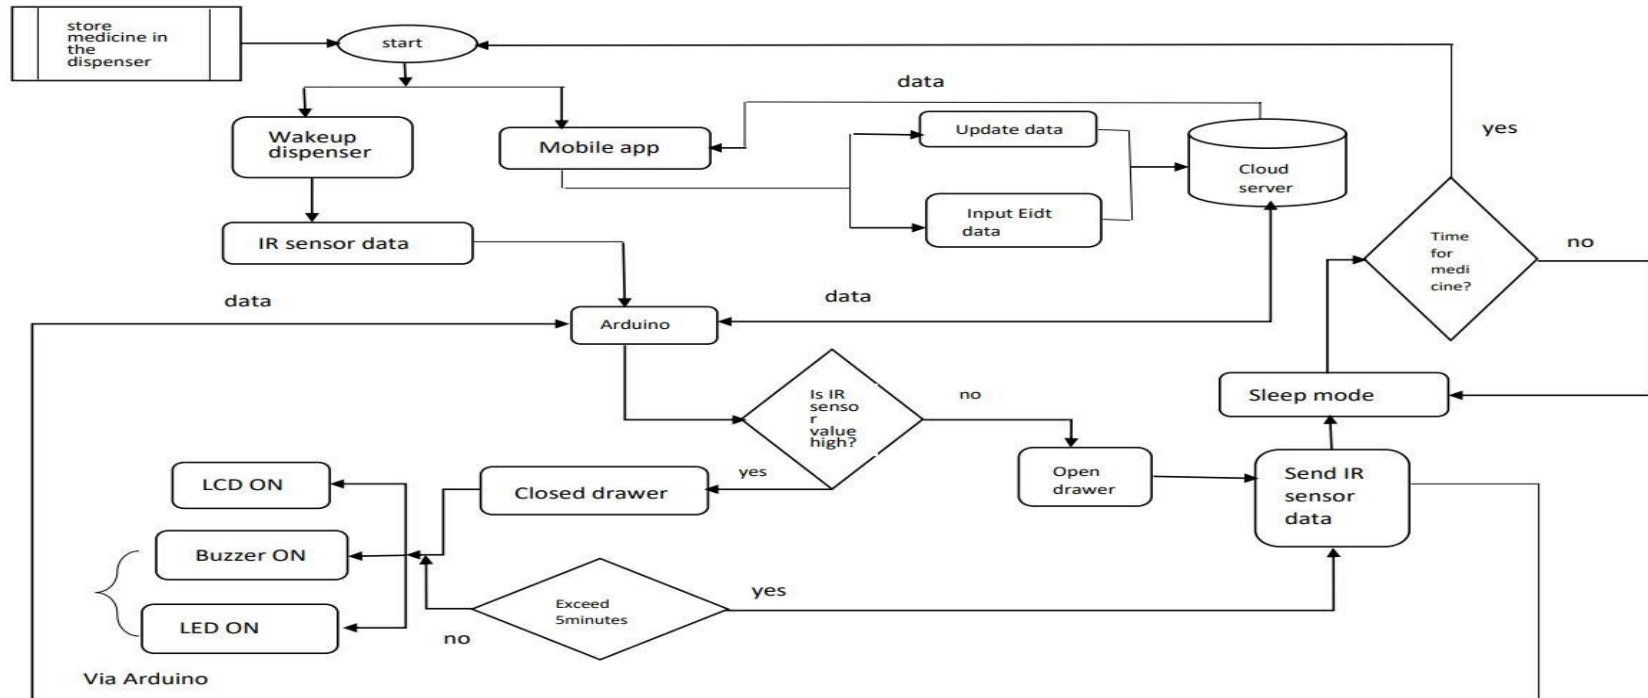 store
medicine in
the
dispenser
start
data
yes
Wakeup
dispenser
Mobile app
Update data
Cloud
server
Input Eidt
data
Time
for
medi
cine?
no
IR sensor data
data
data
Arduino
Is IR
senso
r
value
high?
no
Sleep mode
yes
LCD ON
Closed drawer
Open
drawer
Send IR
sensor
data
Buzzer ON
yes
Exceed
5minutes
LED ON
no
Via Arduino